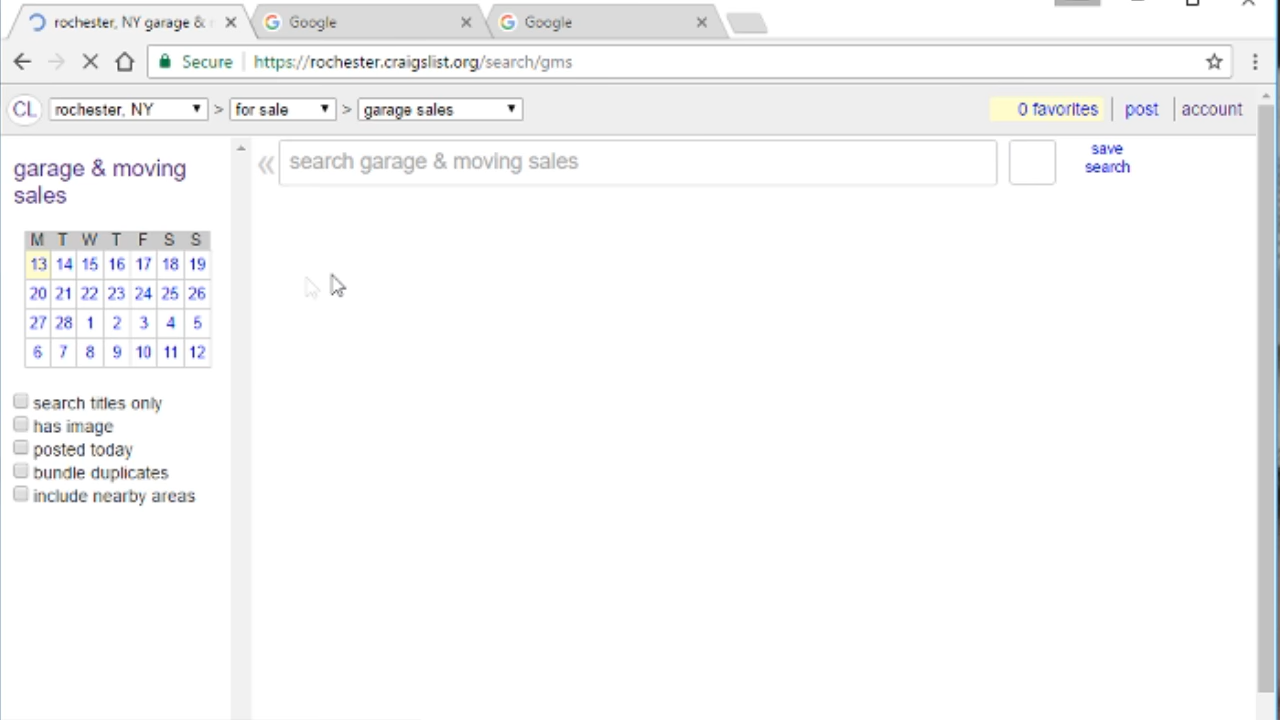 rochester, NY garage &
Google
Google
Secure
https://rochester.craigslist.org/search/gms
CL
rochester, NY
>
for sale
>
garage sales
0 favorites
post
account
garage & moving
sales
« search garage & moving sales
save
search
M T W T F S S
13 14 15 16 17 18 19
20 21 22 23 24 25 26
27 28 1 2 3 4 5
6 7 8 9 10 11 12
search titles only
has image
posted today
bundle duplicates
include nearby areas